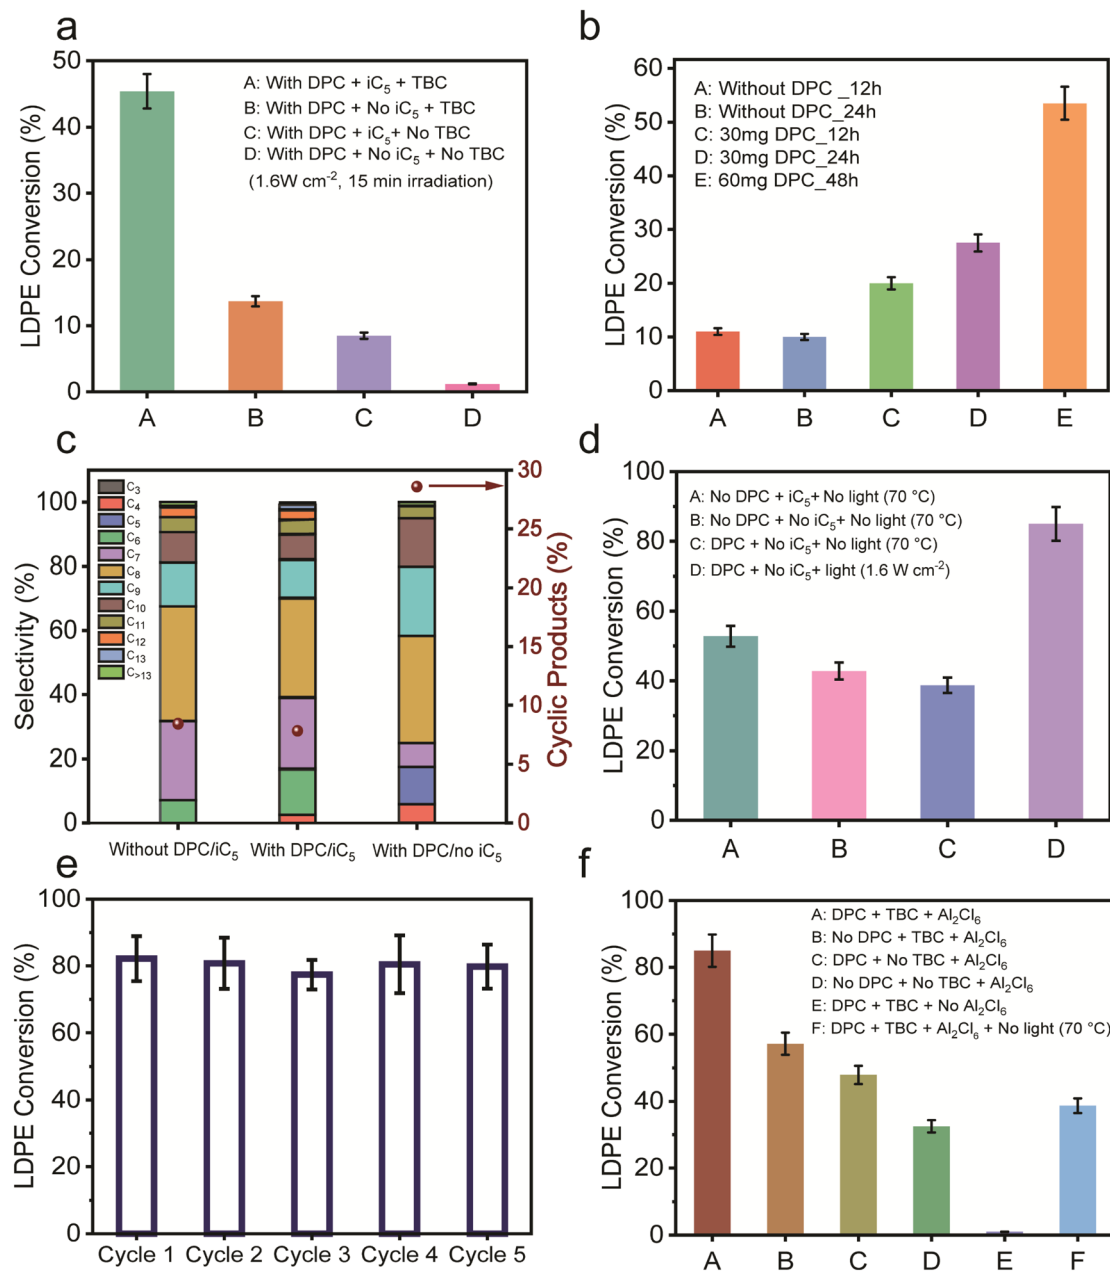 a
LDPE Conversion (%)
50
40
30
20
10
0
A: With DPC + iC₅ + TBC
B: With DPC + No iC₅ + TBC
C: With DPC + iC₅+ No TBC
D: With DPC + No iC₅ + No TBC
(1.6W cm⁻², 15 min irradiation)
A B C D
b
LDPE Conversion (%)
60
50
40
30
20
10
0
A: Without DPC _12h
B: Without DPC_24h
C: 30mg DPC_12h
D: 30mg DPC_24h
E: 60mg DPC_48h
A B C D E
c
Selectivity (%)
100
80
60
40
20
0
C₃
C₄
C₅
C₆
C₇
C₈
C₉
C₁₀
C₁₁
C₁₂
C₁₃
C>₁₃
30
25
20
15
10
5
0
Cyclic Products (%)
Without DPC/iC₅ With DPC/iC₅ With DPC/no iC₅
d
LDPE Conversion (%)
100
80
60
40
20
0
A: No DPC + iC₅+ No light (70 °C)
B: No DPC + No iC₅+ No light (70 °C)
C: DPC + No iC₅+ No light (70 °C)
D: DPC + No iC₅+ light (1.6 W cm⁻²)
A B C D
e
LDPE Conversion (%)
100
80
60
40
20
0
Cycle 1 Cycle 2 Cycle 3 Cycle 4 Cycle 5
f
LDPE Conversion (%)
100
80
60
40
20
0
A: DPC + TBC + Al₂Cl₆
B: No DPC + TBC + Al₂Cl₆
C: DPC + No TBC + Al₂Cl₆
D: No DPC + No TBC + Al₂Cl₆
E: DPC + TBC + No Al₂Cl₆
F: DPC + TBC + Al₂Cl₆ + No light (70 °C)
A B C D E F